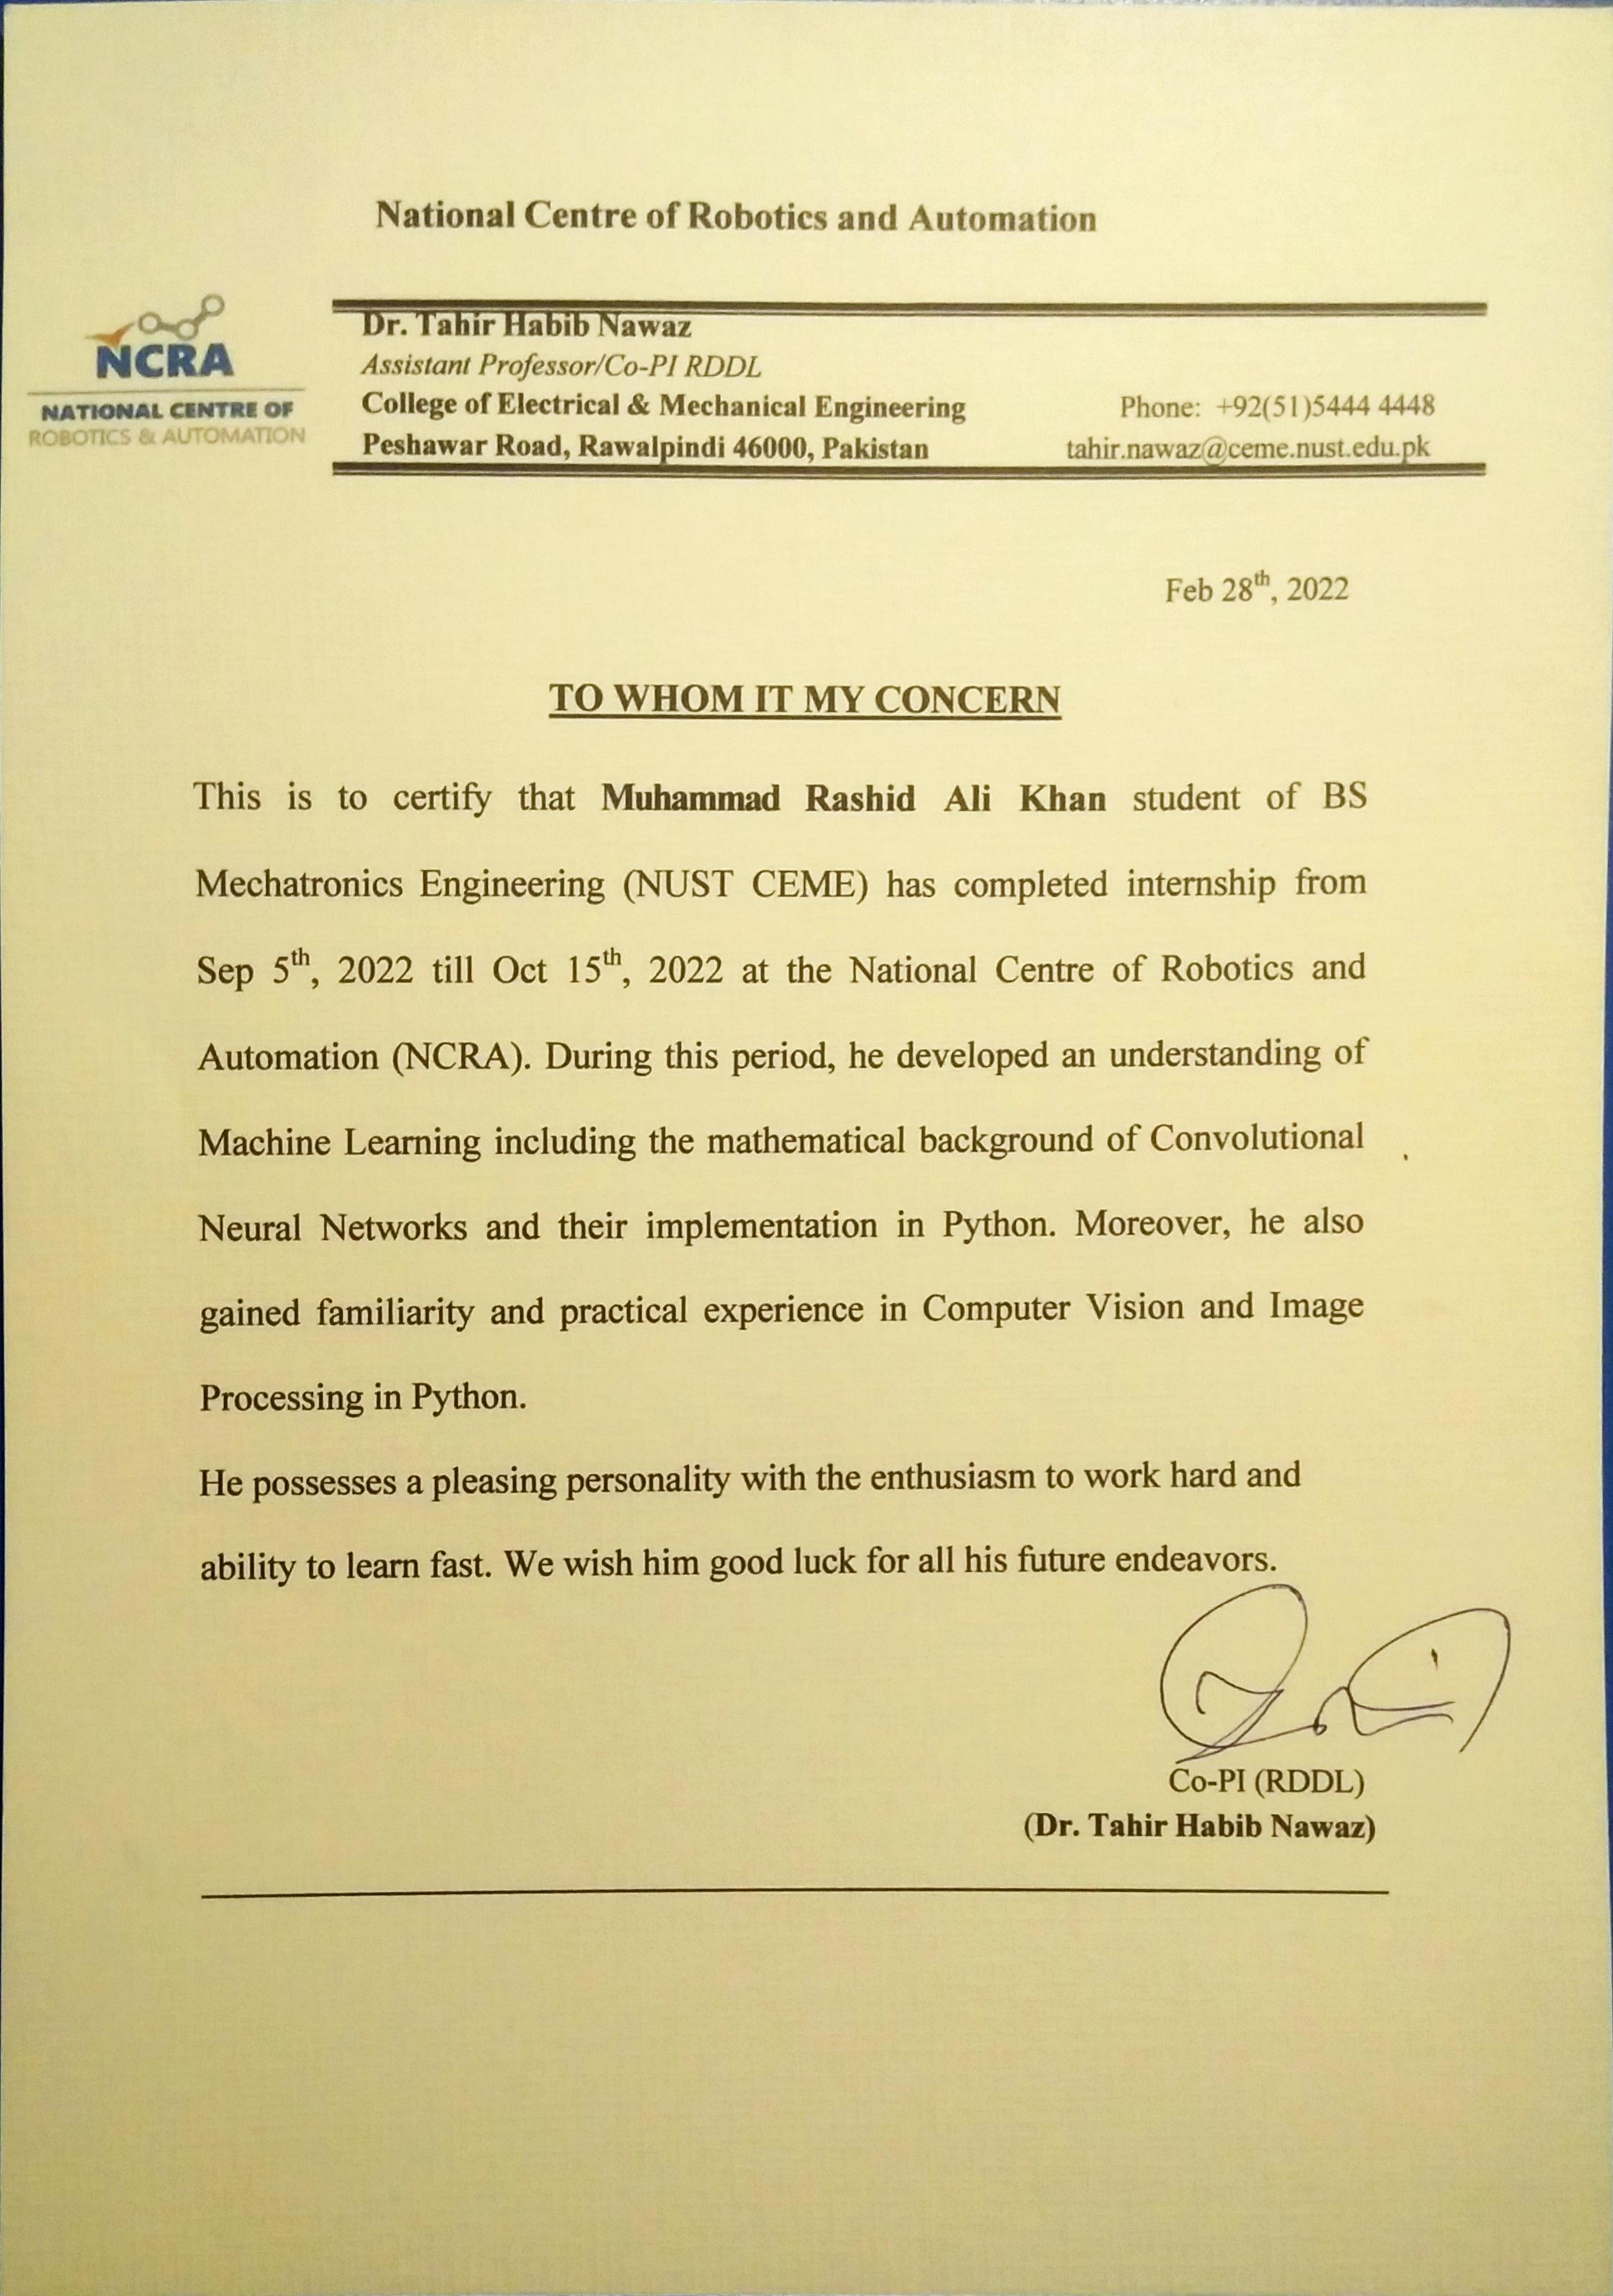 National Centre of Robotics and Automation
NCRA
NATIONAL CENTRE OF
ROBOTICS & AUTOMATION
Dr. Tahir Habib Nawaz
Assistant Professor/Co-PI RDDL
College of Electrical & Mechanical Engineering
Peshawar Road, Rawalpindi 46000, Pakistan
Phone: +92(51)5444 4448
tahir.nawaz@ceme.nust.edu.pk
Feb 28th, 2022
TO WHOM IT MY CONCERN
This is to certify that Muhammad Rashid Ali Khan student of BS
Mechatronics Engineering (NUST CEME) has completed internship from
Sep 5th, 2022 till Oct 15th, 2022 at the National Centre of Robotics and
Automation (NCRA). During this period, he developed an understanding of
Machine Learning including the mathematical background of Convolutional
Neural Networks and their implementation in Python. Moreover, he also
gained familiarity and practical experience in Computer Vision and Image
Processing in Python.
He possesses a pleasing personality with the enthusiasm to work hard and
ability to learn fast. We wish him good luck for all his future endeavors.
Co-PI (RDDL)
(Dr. Tahir Habib Nawaz)